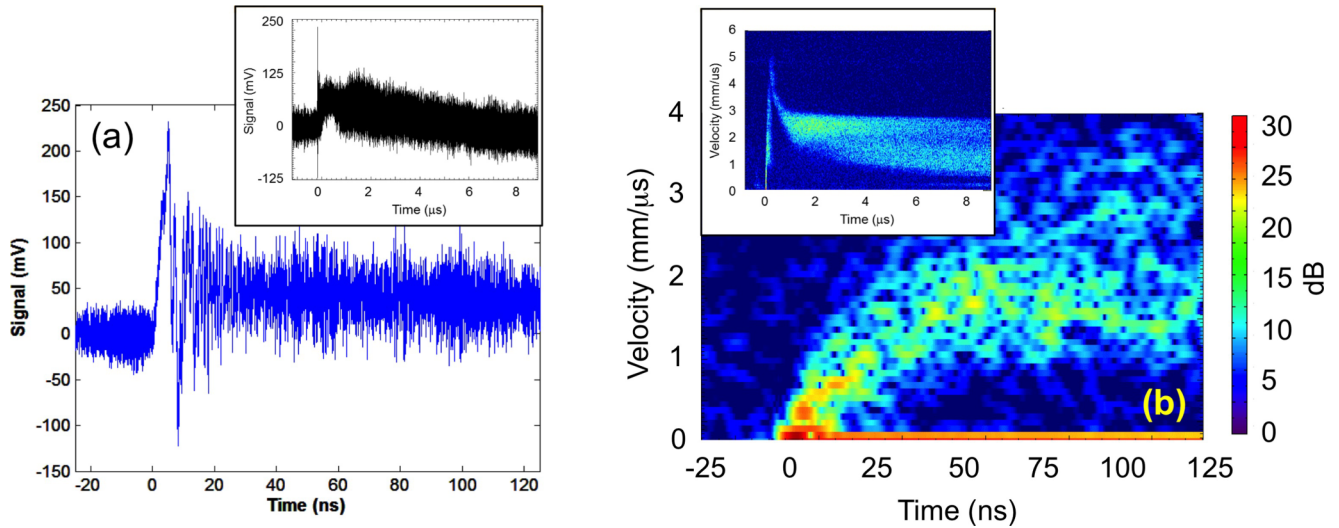 (a)
Signal (mV)
250
200
150
100
50
0
-50
-100
-150
-20 0 20 40 60 80 100 120
Time (ns)
Signal (mV)
250
125
0
-125
0 2 4 6 8
Time (μs)
(b)
Velocity (mm/μs)
4
3
2
1
0
-25 0 25 50 75 100 125
Time (ns)
Velocity (mm/us)
6
5
4
3
2
1
0
0 2 4 6 8
Time (μs)
30
25
20
15
10
5
0
dB